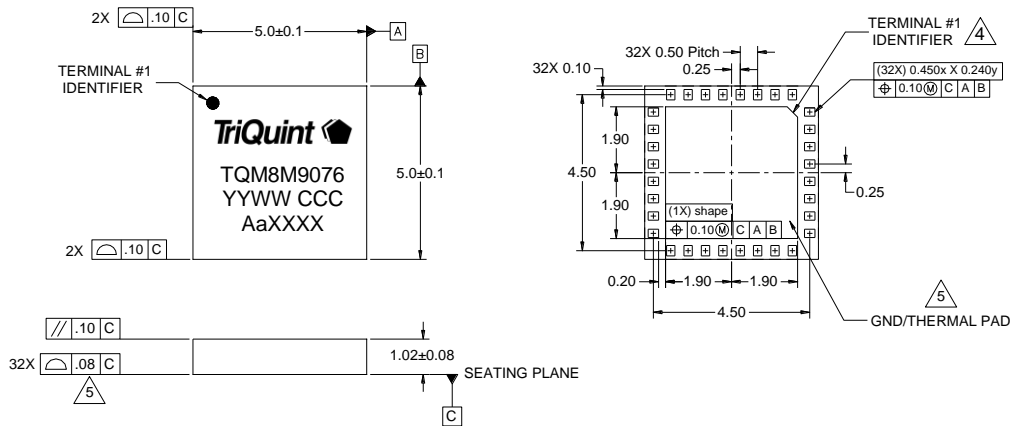 2X ⌓ .10 C
5.0±0.1
A
B
TERMINAL #1
IDENTIFIER
TriQuint
TQM8M9076
YYWW CCC
AaXXXX
5.0±0.1
2X ⌓ .10 C
// .10 C
32X ⌓ .08 C
5
1.02±0.08
SEATING PLANE
C
TERMINAL #1
IDENTIFIER
4
32X 0.50 Pitch
0.25
32X 0.10
(32X) 0.450x X 0.240y
⌖ 0.10Ⓜ C A B
1.90
4.50
1.90
0.25
(1X) shape
⌖ 0.10Ⓜ C A B
0.20
1.90
1.90
4.50
5
GND/THERMAL PAD